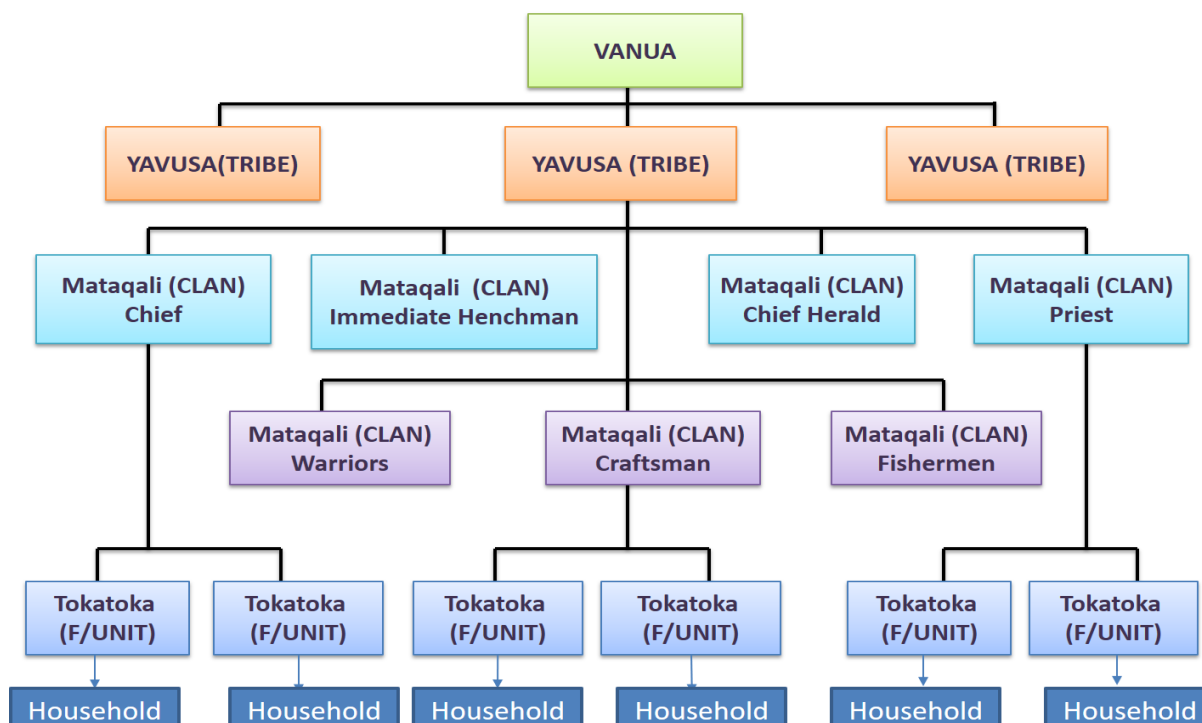 VANUA
YAVUSA(TRIBE)
YAVUSA (TRIBE)
YAVUSA (TRIBE)
Mataqali (CLAN)
Chief
Mataqali (CLAN)
Immediate Henchman
Mataqali (CLAN)
Chief Herald
Mataqali (CLAN)
Priest
Mataqali (CLAN)
Warriors
Mataqali (CLAN)
Craftsman
Mataqali (CLAN)
Fishermen
Tokatoka
(F/UNIT)
Tokatoka
(F/UNIT)
Tokatoka
(F/UNIT)
Tokatoka
(F/UNIT)
Tokatoka
(F/UNIT)
Tokatoka
(F/UNIT)
Household
Household
Household
Household
Household
Household